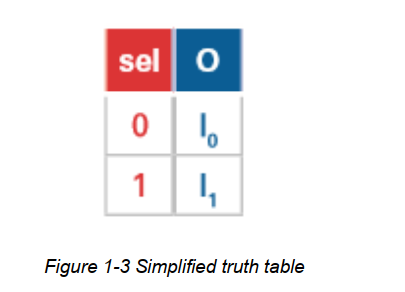 sel O
0 I₀
1 I₁
Figure 1-3 Simplified truth table